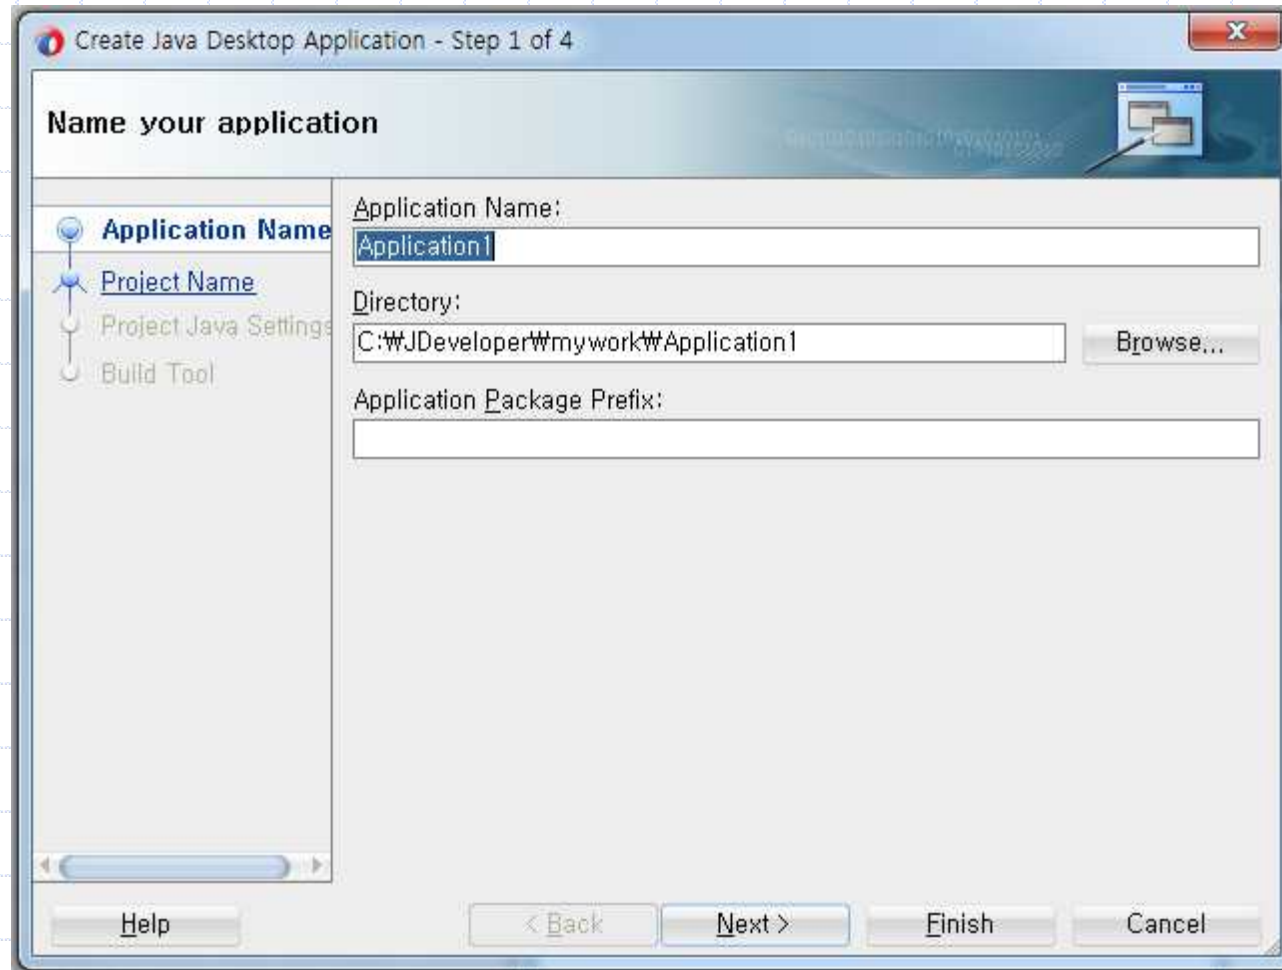 Create Java Desktop Application - Step 1 of 4
Name your application
Application Name
Project Name
Project Java Settings
Build Tool
Application Name:
Application1
Directory:
C:₩JDeveloper₩mywork₩Application1
Browse...
Application Package Prefix:
Help
< Back
Next >
Finish
Cancel